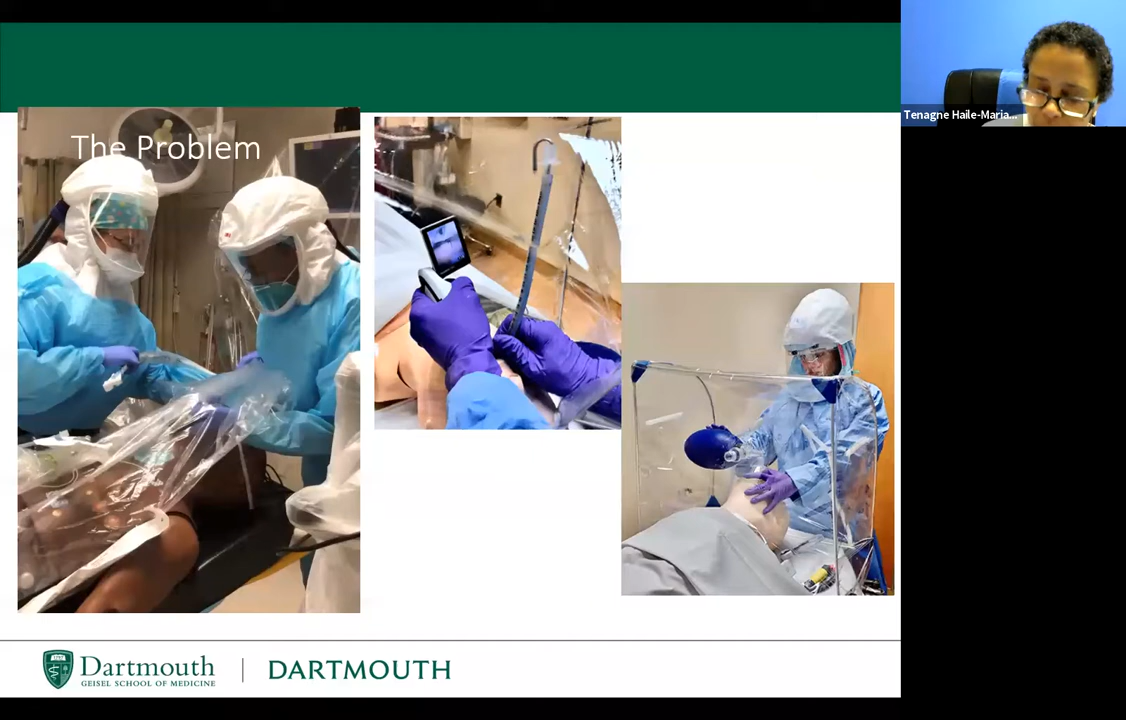 The Problem
Tenagne Haile-Maria...
Dartmouth
GEISEL SCHOOL OF MEDICINE
DARTMOUTH